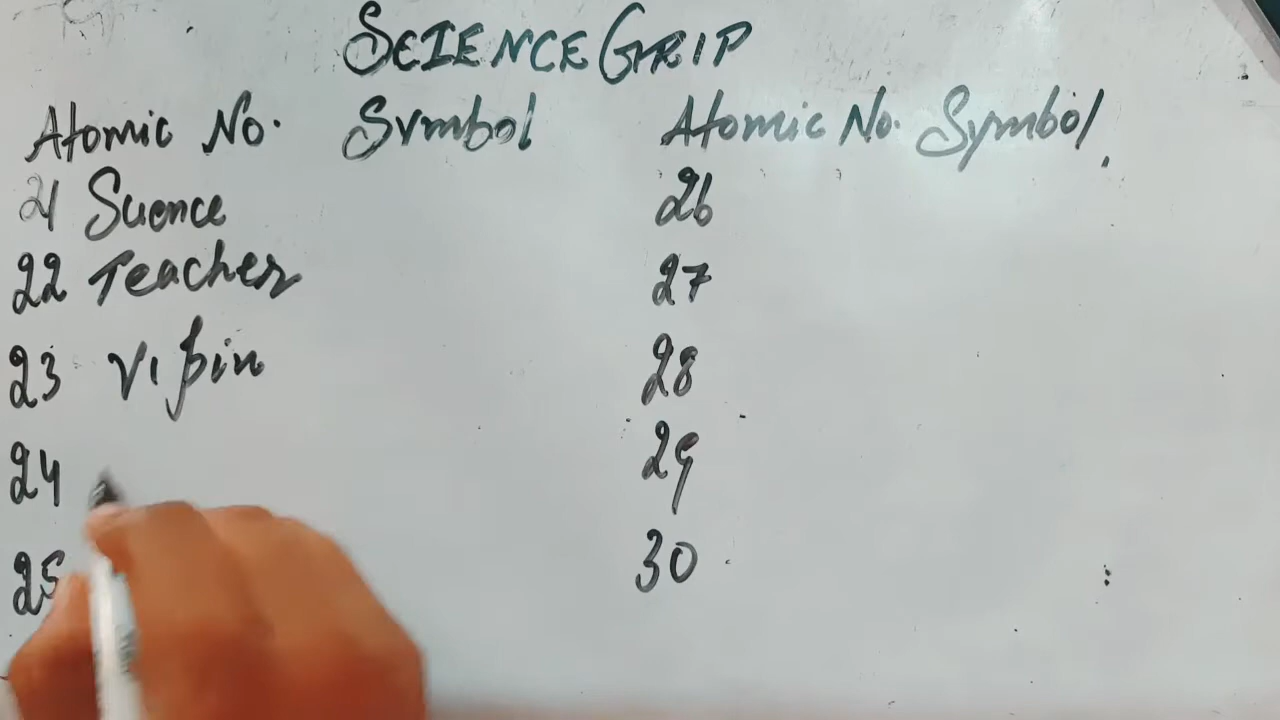 SCIENCE GRIP
Atomic No. Symbol Atomic No. Symbol
21 Science 26
22 Teacher 27
23 Vipin 28
24 29
25 30